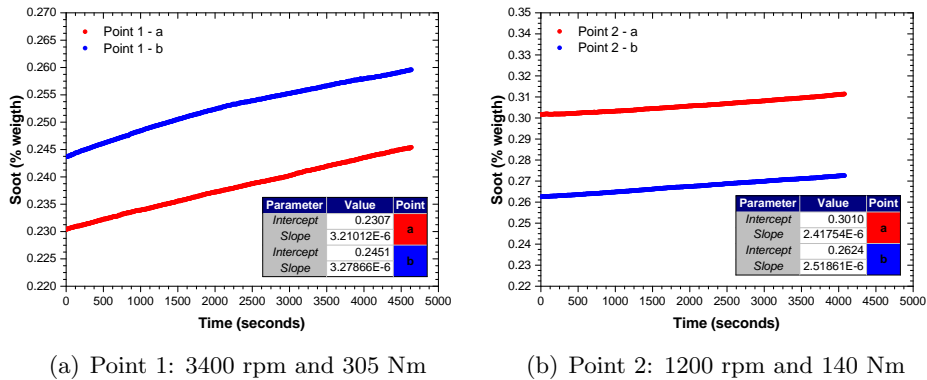 Point 1 - a
Point 1 - b
0.270
0.265
0.260
0.255
0.250
0.245
0.240
0.235
0.230
0.225
0.220
Soot (% weigth)
Parameter Value Point
Intercept 0.2307
Slope 3.21012E-6
a
Intercept 0.2451
Slope 3.27866E-6
b
0 500 1000 1500 2000 2500 3000 3500 4000 4500 5000
Time (seconds)
(a) Point 1: 3400 rpm and 305 Nm
Point 2 - a
Point 2 - b
0.35
0.34
0.33
0.32
0.31
0.30
0.29
0.28
0.27
0.26
0.25
0.24
0.23
0.22
Soot (% weigth)
Parameter Value Point
Intercept 0.3010
Slope 2.41754E-6
a
Intercept 0.2624
Slope 2.51861E-6
b
0 500 1000 1500 2000 2500 3000 3500 4000 4500 5000
Time (seconds)
(b) Point 2: 1200 rpm and 140 Nm